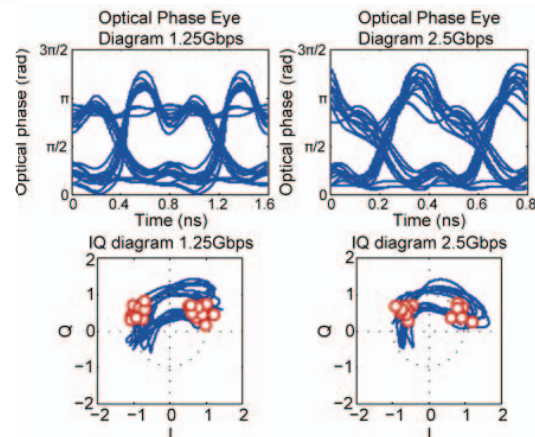 Optical Phase Eye
Diagram 1.25Gbps
Optical phase (rad)
3π/2
π
π/2
0
0 0.4 0.8 1.2 1.6
Time (ns)
Optical Phase Eye
Diagram 2.5Gbps
Optical phase (rad)
3π/2
π
π/2
0
0 0.2 0.4 0.6 0.8
Time (ns)
IQ diagram 1.25Gbps
Q
2
1
0
−1
−2
−2 −1 0 1 2
I
IQ diagram 2.5Gbps
Q
2
1
0
−1
−2
−2 −1 0 1 2
I